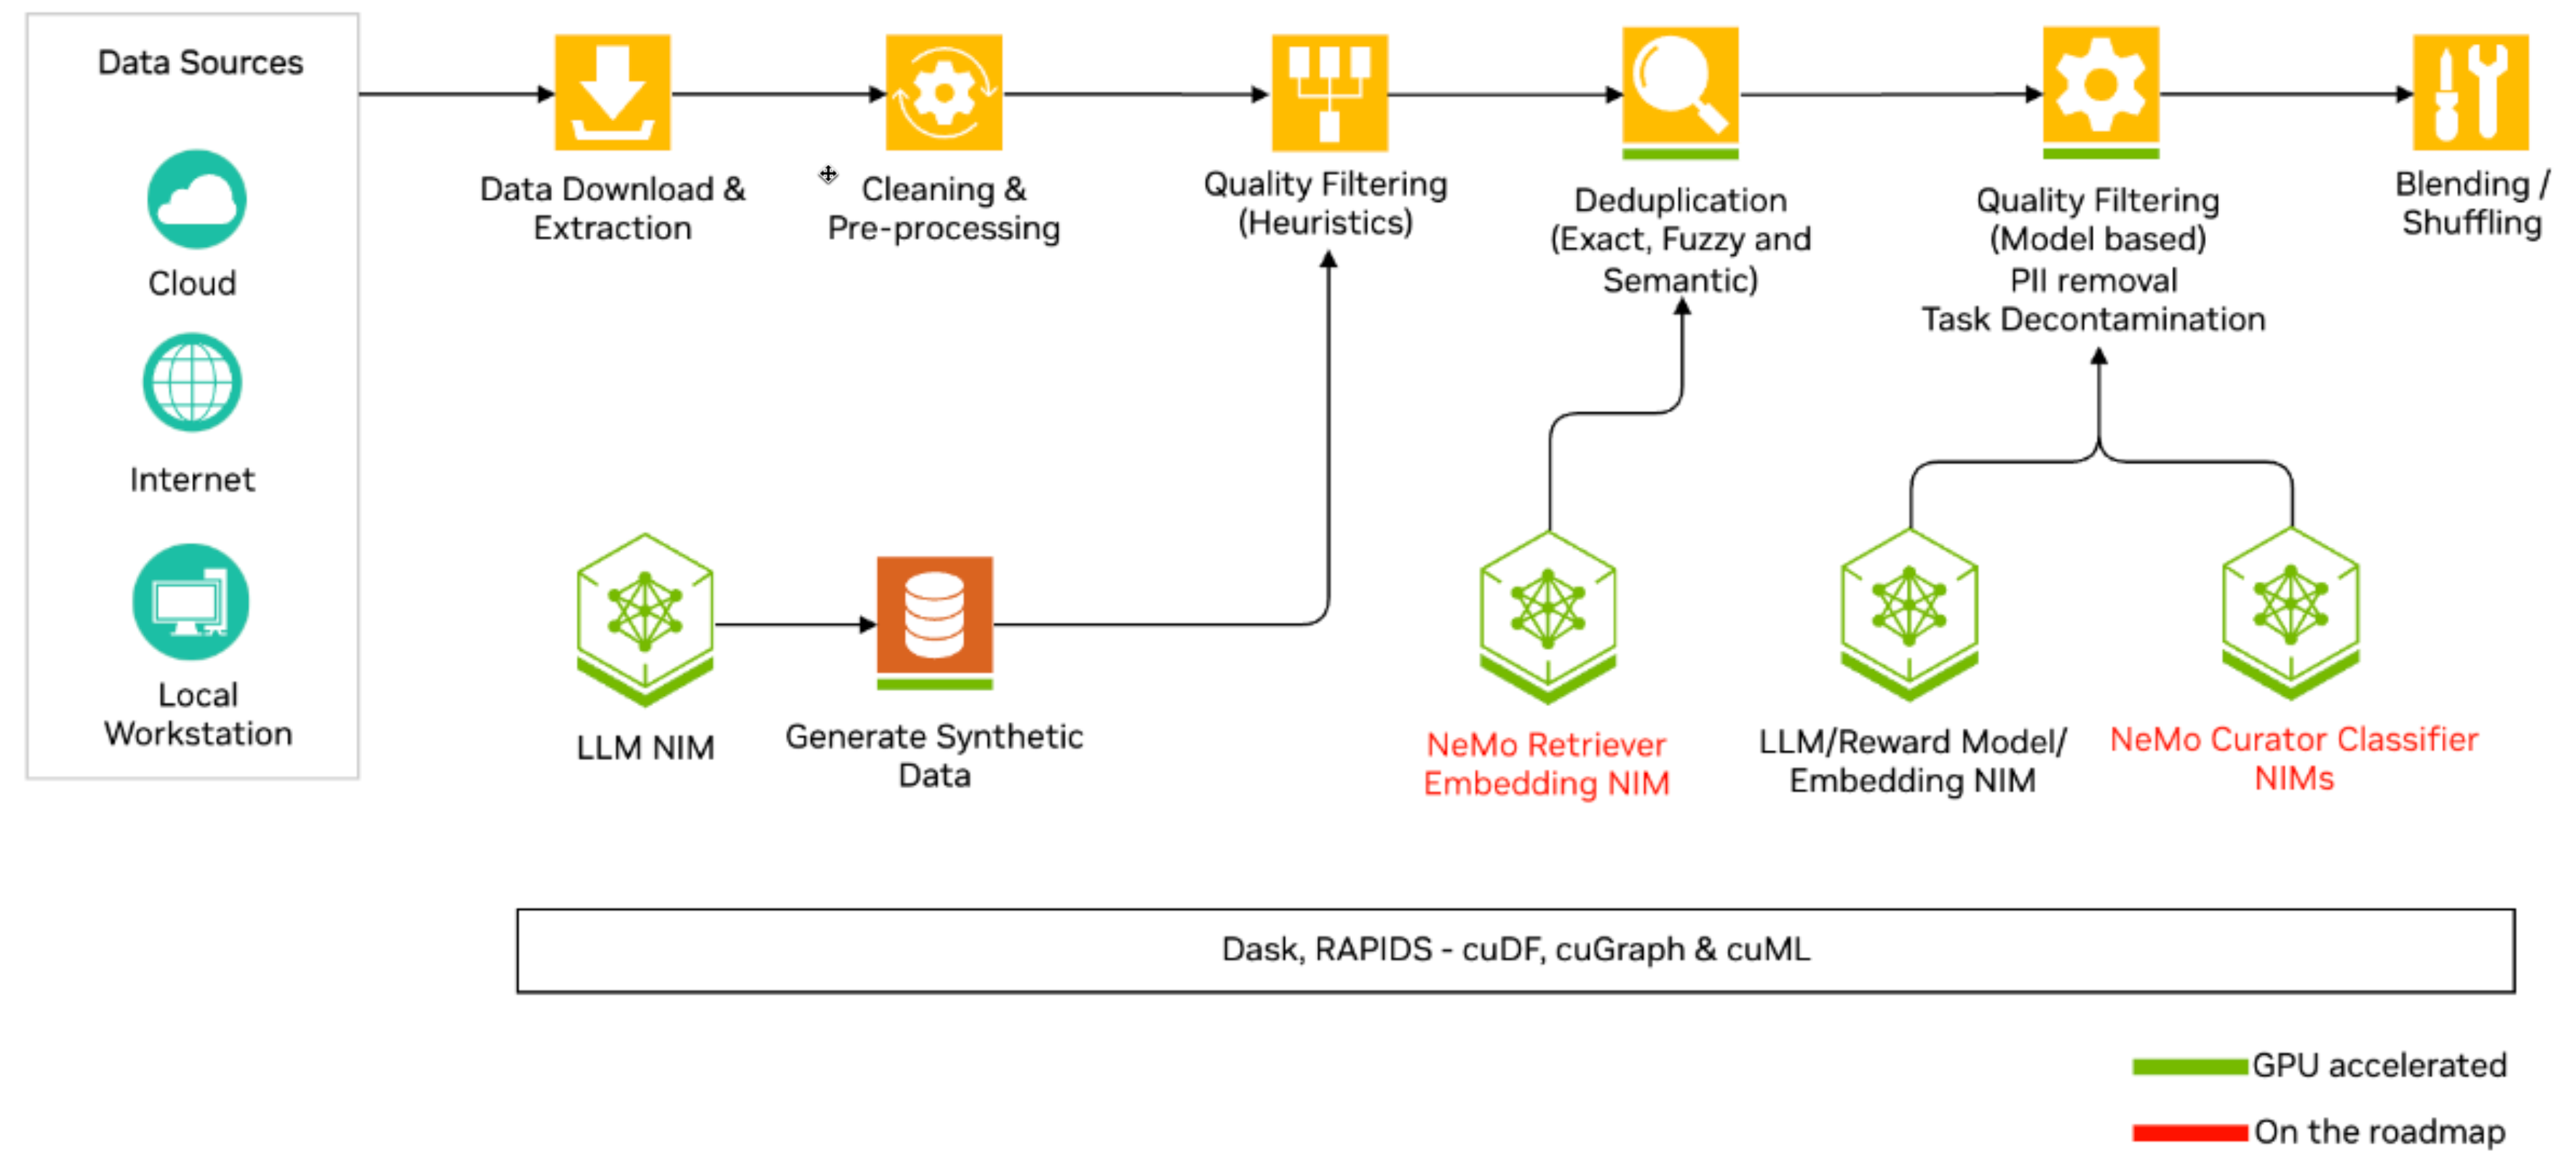 Data Sources
Cloud
Internet
Local
Workstation
Data Download &
Extraction
Cleaning &
Pre-processing
Quality Filtering
(Heuristics)
Deduplication
(Exact, Fuzzy and
Semantic)
Quality Filtering
(Model based)
PII removal
Task Decontamination
Blending /
Shuffling
LLM NIM
Generate Synthetic
Data
NeMo Retriever
Embedding NIM
LLM/Reward Model/
Embedding NIM
NeMo Curator Classifier
NIMs
Dask, RAPIDS - cuDF, cuGraph & cuML
GPU accelerated
On the roadmap